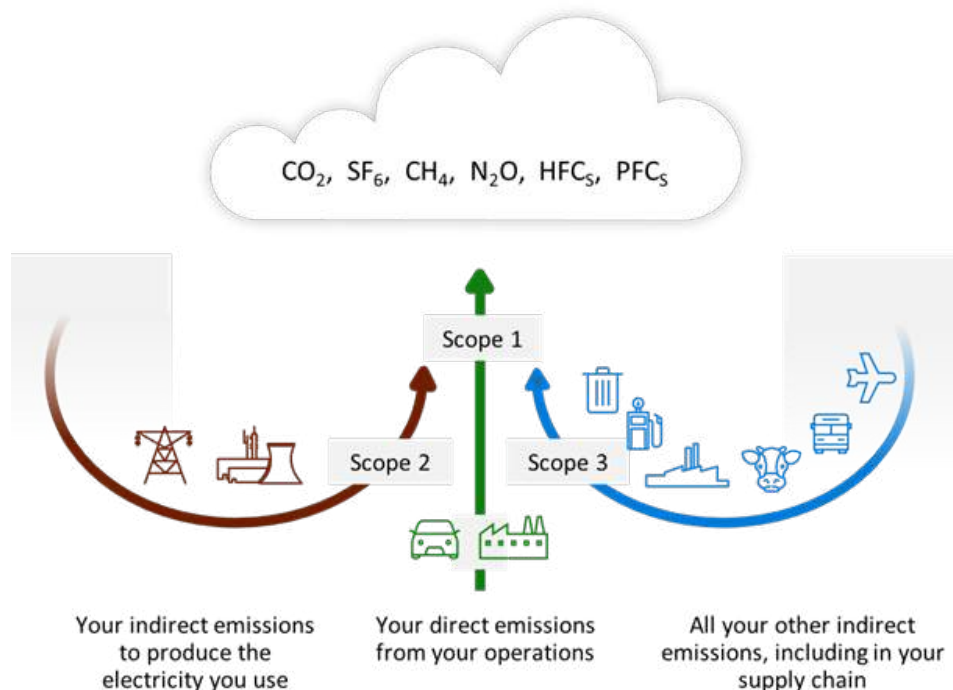 CO₂, SF₆, CH₄, N₂O, HFCₛ, PFCₛ
Scope 1
Scope 2
Scope 3
Your indirect emissions
to produce the
electricity you use
Your direct emissions
from your operations
All your other indirect
emissions, including in your
supply chain